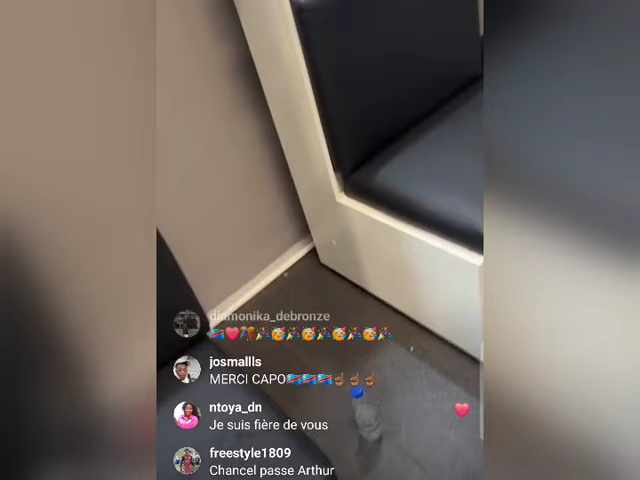 diamonika_debronze
🇨🇩❤️💏🎉🥳🎉🥳🎉🥳🎉🥳🎉
josmallls
MERCI CAPO🇨🇩🇨🇩🇨🇩☝🏾☝🏾☝🏾
ntoya_dn
Je suis fière de vous
freestyle1809
Chancel passe Arthur